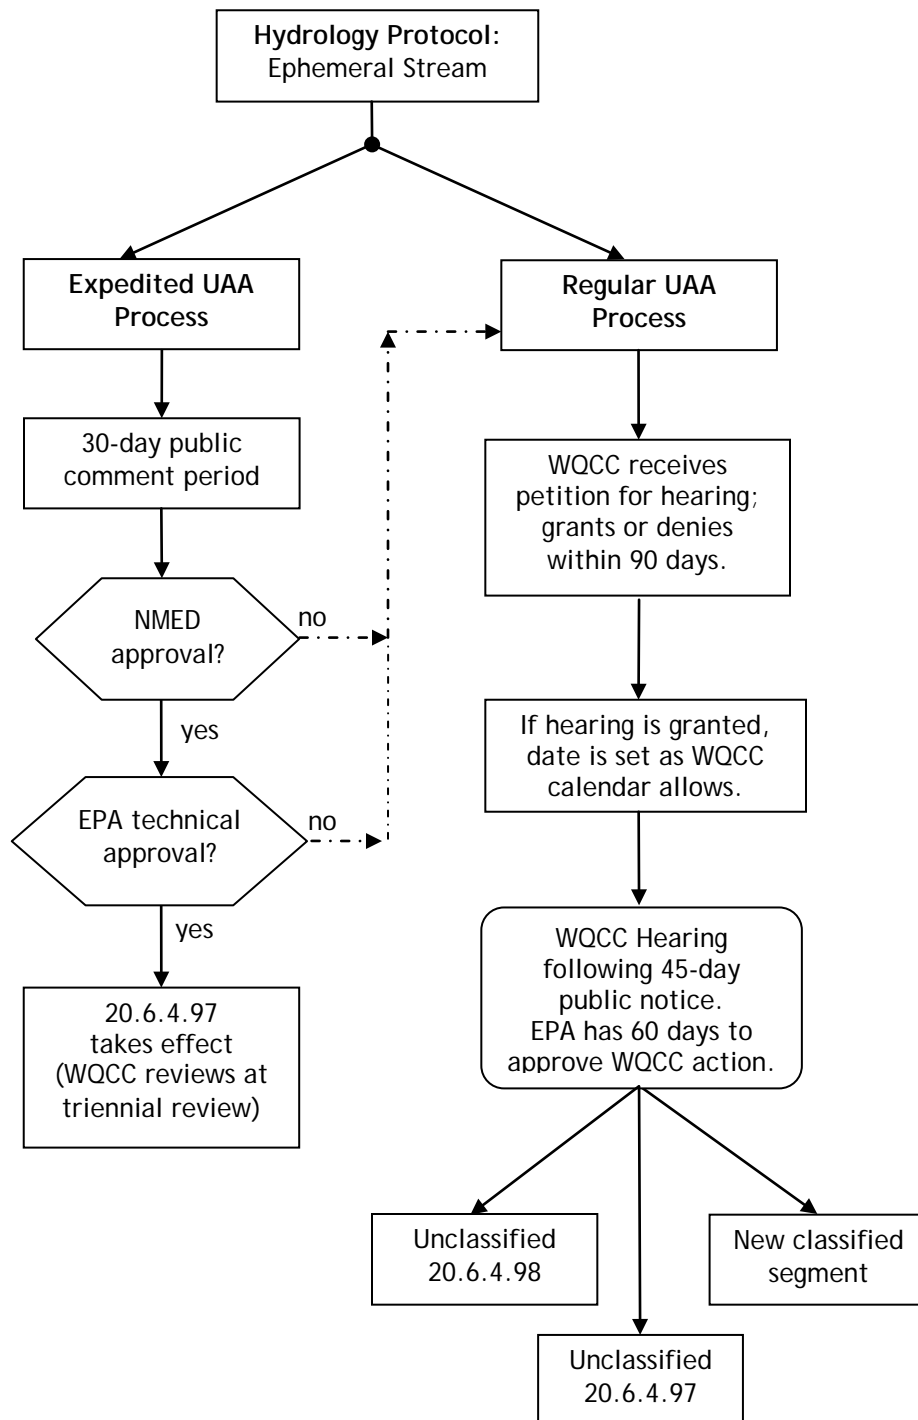 Hydrology Protocol:
Ephemeral Stream
Expedited UAA
Process
30-day public
comment period
NMED
approval?
no
yes
EPA technical
approval?
no
yes
20.6.4.97
takes effect
(WQCC reviews at
triennial review)
Regular UAA
Process
WQCC receives
petition for hearing;
grants or denies
within 90 days.
If hearing is granted,
date is set as WQCC
calendar allows.
WQCC Hearing
following 45-day
public notice.
EPA has 60 days to
approve WQCC action.
Unclassified
20.6.4.98
New classified
segment
Unclassified
20.6.4.97